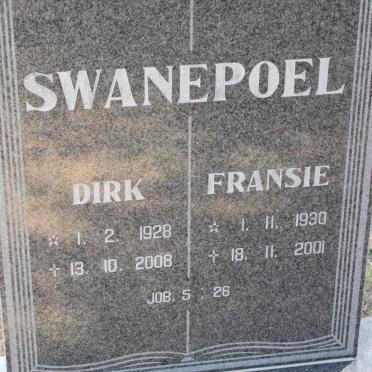 SWANEPOEL
DIRK
☆ 1. 2. 1928
✝ 13. 10. 2008
FRANSIE
☆ 1. 11. 1930
✝ 18. 11. 2001
JOB. 5 : 26